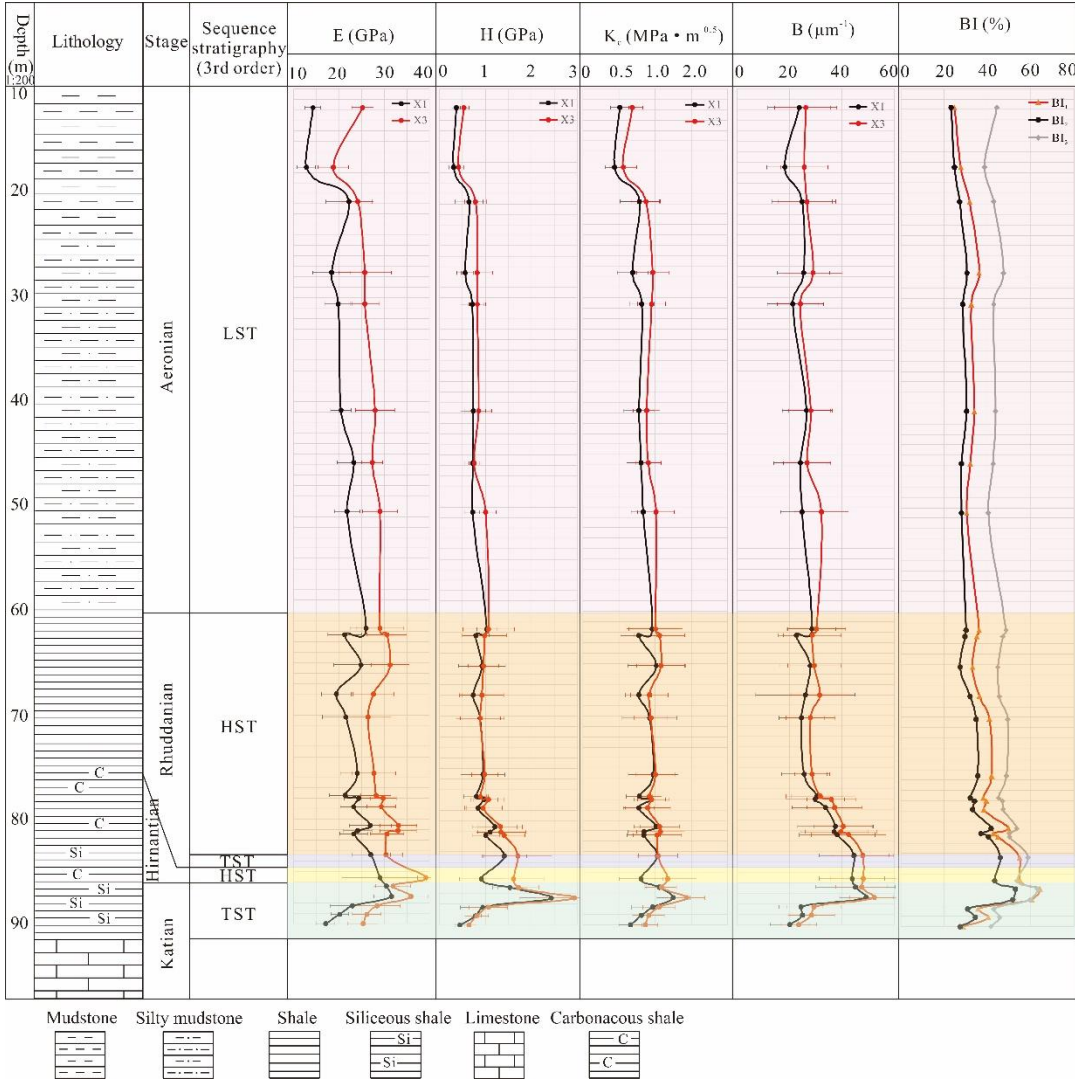 Depth (m) 1:200
Lithology
Stage
Sequence stratigraphy (3rd order)
E (GPa)
10 20 30 40
H (GPa)
0 1 2 3
K_c (MPa • m^0.5)
0 0.5 1.0 2.0
B (μm⁻¹)
0 20 40 60
BI (%)
0 20 40 60 80
10
20
30
40
50
60
70
80
90
C
C
C
Si
C
Si
Si
Si
Aeronian
Rhuddanian
Hirnantian
Katian
LST
HST
TST
HST
TST
X1
X3
X1
X3
X1
X3
X1
X3
BI₁
BI₂
BI₃
Mudstone
Silty mudstone
Shale
Siliceous shale
Limestone
Carbonacous shale
Si
Si
C
C